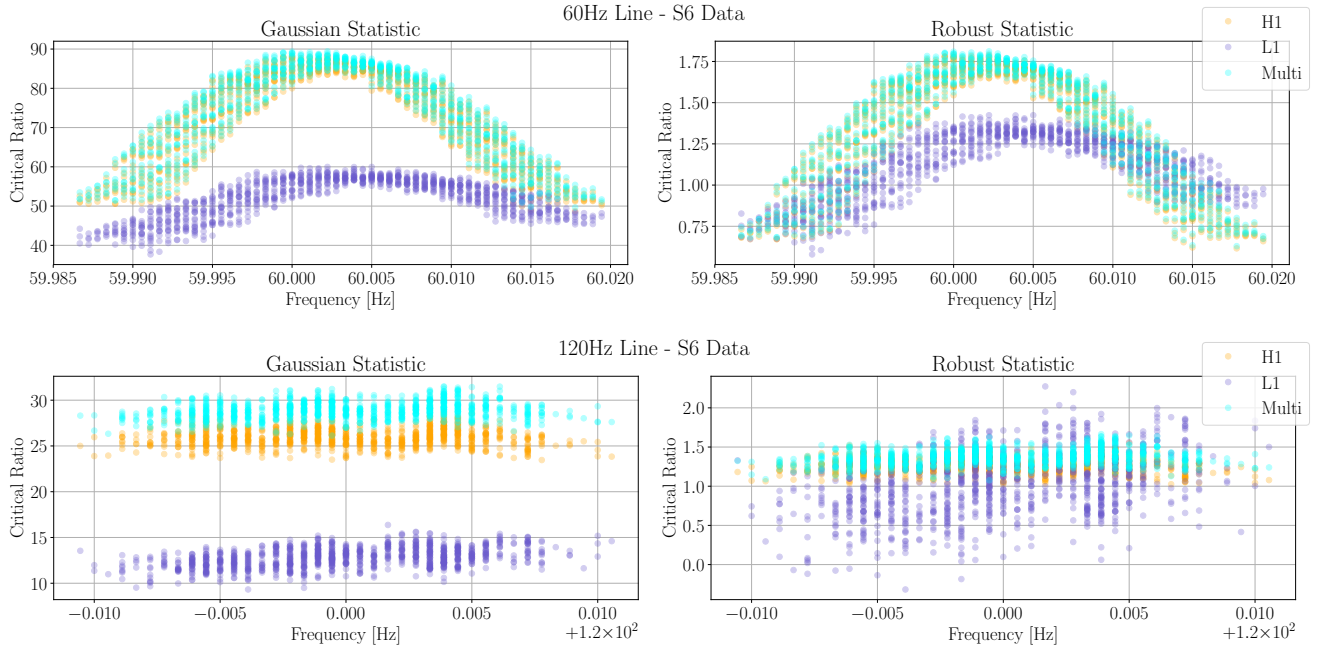 60Hz Line - S6 Data
Gaussian Statistic
Robust Statistic
H1
L1
Multi
Critical Ratio
90
80
70
60
50
40
59.985 59.990 59.995 60.000 60.005 60.010 60.015 60.020
Frequency [Hz]
Critical Ratio
1.75
1.50
1.25
1.00
0.75
59.985 59.990 59.995 60.000 60.005 60.010 60.015 60.020
Frequency [Hz]
120Hz Line - S6 Data
Gaussian Statistic
Robust Statistic
H1
L1
Multi
Critical Ratio
30
25
20
15
10
−0.010 −0.005 0.000 0.005 0.010
Frequency [Hz]
+1.2×10²
Critical Ratio
2.0
1.5
1.0
0.5
0.0
−0.010 −0.005 0.000 0.005 0.010
Frequency [Hz]
+1.2×10²